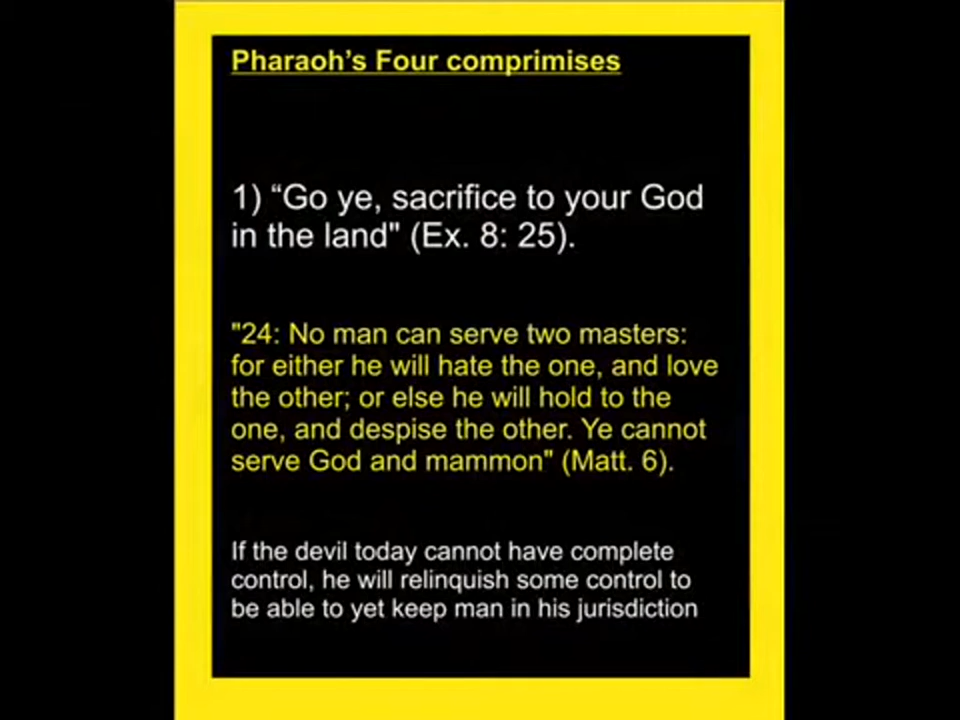 Pharaoh's Four comprimises
1) “Go ye, sacrifice to your God
in the land" (Ex. 8: 25).
"24: No man can serve two masters:
for either he will hate the one, and love
the other; or else he will hold to the
one, and despise the other. Ye cannot
serve God and mammon" (Matt. 6).
If the devil today cannot have complete
control, he will relinquish some control to
be able to yet keep man in his jurisdiction